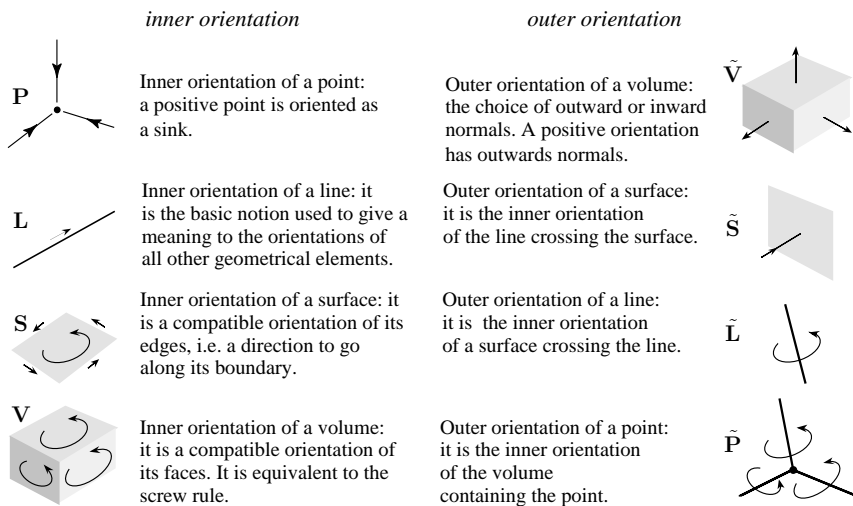 inner orientation
outer orientation
P
Inner orientation of a point:
a positive point is oriented as
a sink.
Outer orientation of a volume:
the choice of outward or inward
normals. A positive orientation
has outwards normals.
Ṽ
L
Inner orientation of a line: it
is the basic notion used to give a
meaning to the orientations of
all other geometrical elements.
Outer orientation of a surface:
it is the inner orientation
of the line crossing the surface.
S̃
S
Inner orientation of a surface: it
is a compatible orientation of its
edges, i.e. a direction to go
along its boundary.
Outer orientation of a line:
it is the inner orientation
of a surface crossing the line.
L̃
V
Inner orientation of a volume:
it is a compatible orientation of
its faces. It is equivalent to the
screw rule.
Outer orientation of a point:
it is the inner orientation
of the volume
containing the point.
P̃